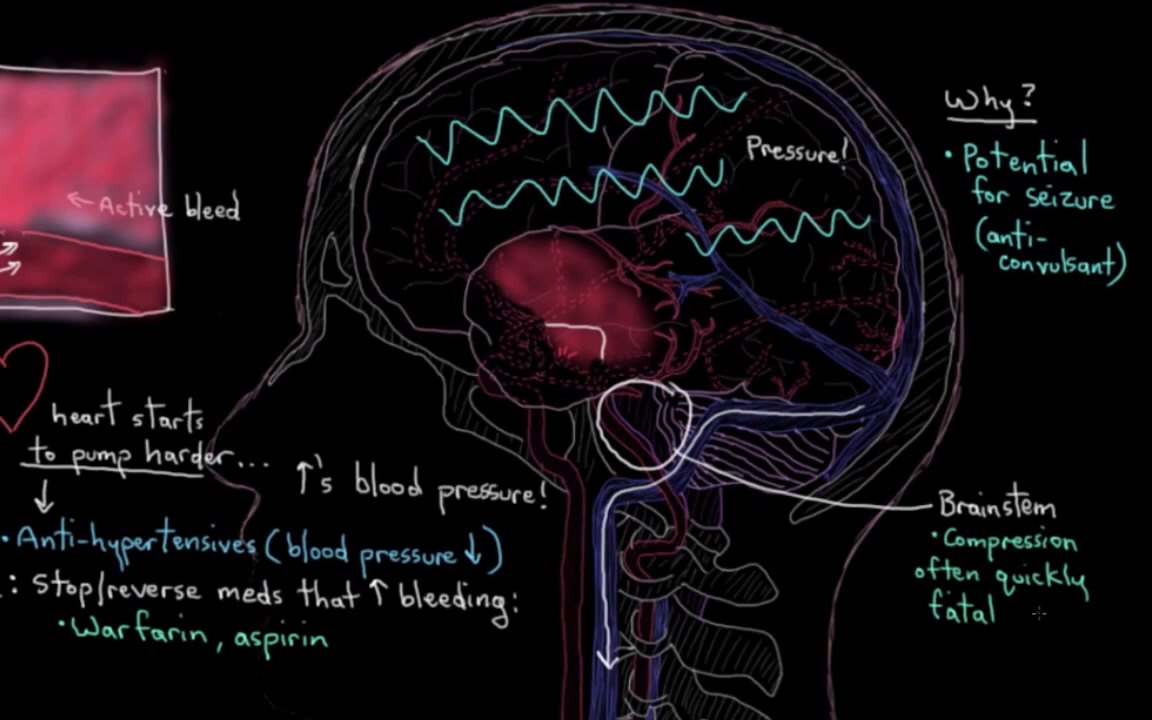 ← Active bleed
heart starts
to pump harder...
↓
↑'s blood pressure!
• Anti-hypertensives (blood pressure ↓)
: Stop/reverse meds that ↑ bleeding:
• Warfarin, aspirin
Pressure!
Why?
• Potential
for seizure
(anti-
convulsant)
Brainstem
• Compression
often quickly
fatal